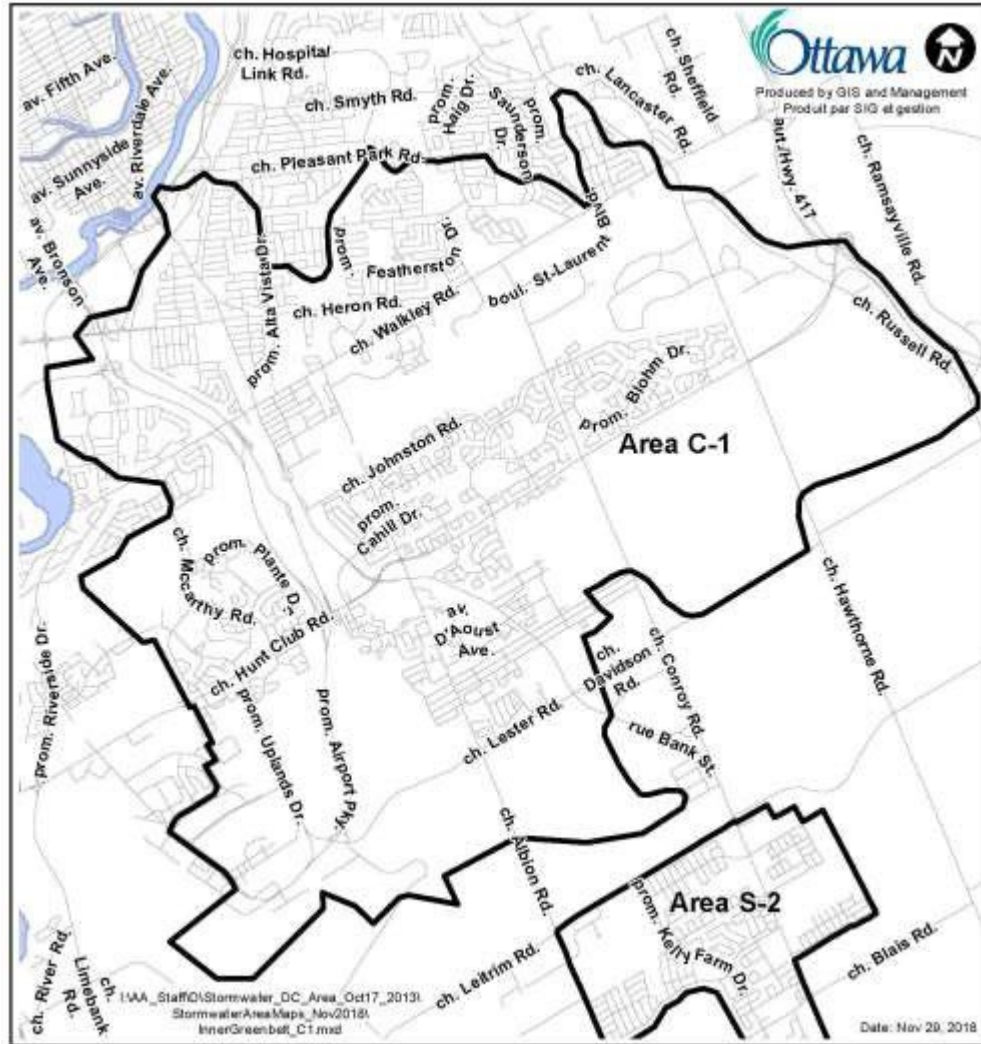 Ottawa
N
Produced by GIS and Management
Produit par SIG et gestion
av. Fifth Ave.
av. Riverdale Ave.
av. Sunnyside
Ave.
av. Bronson
Ave.
ch. Hospital
Link Rd.
ch. Smyth Rd.
prom.
Haig Dr.
prom.
Saunderson
Dr.
ch. Lancaster Rd.
ch. Sheffield
Rd.
aut./Hwy. 417
ch. Ramsayville Rd.
ch. Pleasant Park Rd.
prom. Alta Vista Dr.
prom.
Featherston
Dr.
ch. Heron Rd.
ch. Walkley Rd.
boul. St-Laurent
Blvd.
ch. Russell Rd.
prom. Blohm Dr.
Area C-1
ch. Johnston Rd.
prom.
Cahill Dr.
prom. Plante Dr.
ch. Mccarthy Rd.
ch. Hunt Club Rd.
av.
D'Aoust
Ave.
ch.
Davidson
Rd.
ch. Conroy Rd.
ch. Hawthorne Rd.
prom. Riverside Dr.
prom. Uplands Dr.
prom. Airport Pky.
ch. Lester Rd.
rue Bank St.
ch. Albion Rd.
Area S-2
prom. Kelly Farm Dr.
ch. Leitrim Rd.
ch. Blais Rd.
ch. River Rd.
ch.
Limebank
Rd.
I:\AA_Staff\O\Stormwater_DC_Area_Oct17_2013\
StormwaterAreaMaps_Nov2018\
InnerGreenbelt_C1.mxd
Date: Nov 29, 2018